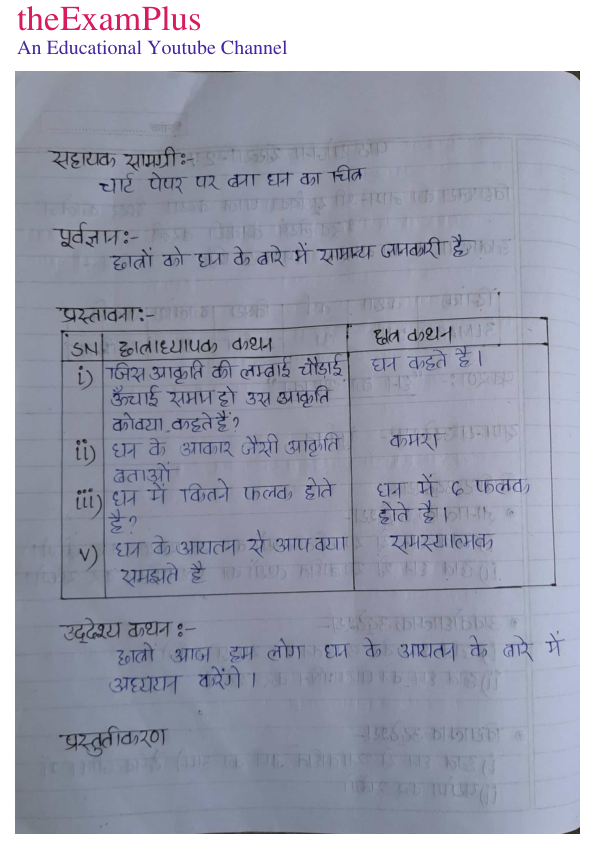 theExamPlus
An Educational Youtube Channel
सहायक सामग्री:-
चार्ट पेपर पर बना घन का चित्र
पूर्वज्ञान:-
छात्रों को घन के बारे में सामान्य जानकारी है
प्रस्तावना:-
SN छात्राध्यापक कथन छात्र कथन
i) जिस आकृति की लम्बाई चौड़ाई घन कहते है।
ऊँचाई समान हो उस आकृति
को क्या कहते हैं?
ii) घन के आकार जैसी आकृति कमरा
बताओं
iii) घन में कितने फलक होते घन में ६ फलक
है? होते है।
v) घन के आयतन से आप क्या समस्यात्मक
समझते है
उद्देश्य कथन:-
छात्रो आज हम लोग घन के आयतन के बारे में
अध्ययन करेंगे।
प्रस्तुतीकरण